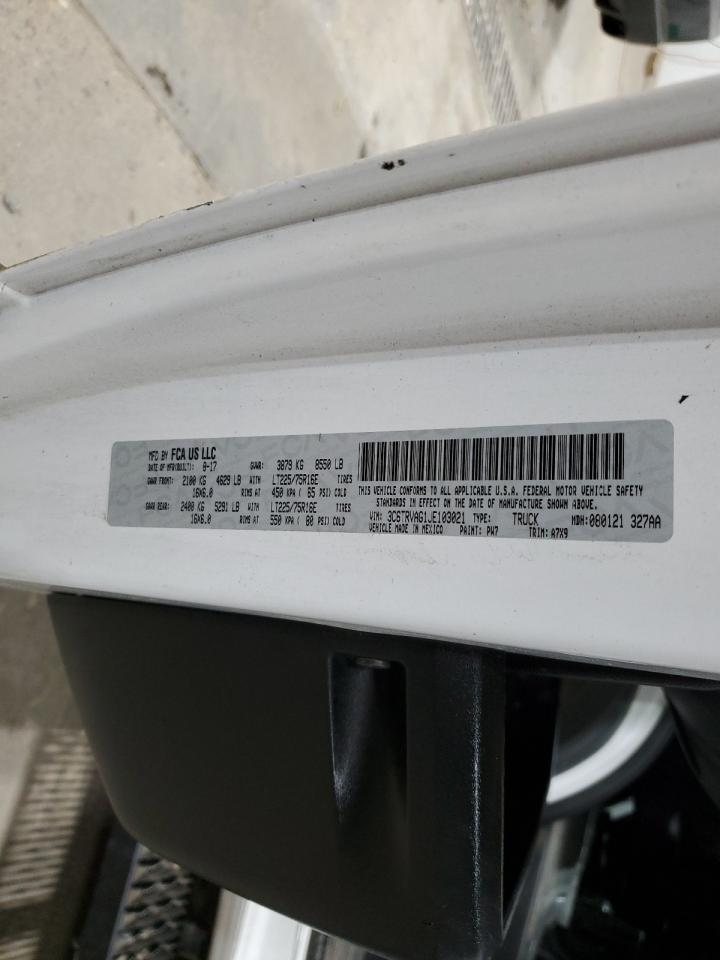 MFD BY FCA US LLC
DATE OF MFR(BUILT): 8-17 GVWR: 3879 KG 8550 LB
GAWR FRONT: 2100 KG 4629 LB WITH LT225/75R16E TIRES
16X6.0 RIMS AT 450 KPA ( 65 PSI) COLD
GAWR REAR: 2400 KG 5291 LB WITH LT225/75R16E TIRES
16X6.0 RIMS AT 550 KPA ( 80 PSI) COLD
THIS VEHICLE CONFORMS TO ALL APPLICABLE U.S.A. FEDERAL MOTOR VEHICLE SAFETY
STANDARDS IN EFFECT ON THE DATE OF MANUFACTURE SHOWN ABOVE.
VIN: 3C6TRVAG1JE103021 TYPE: TRUCK MDH:080121 327AA
VEHICLE MADE IN MEXICO PAINT: PW7 TRIM: A7X9